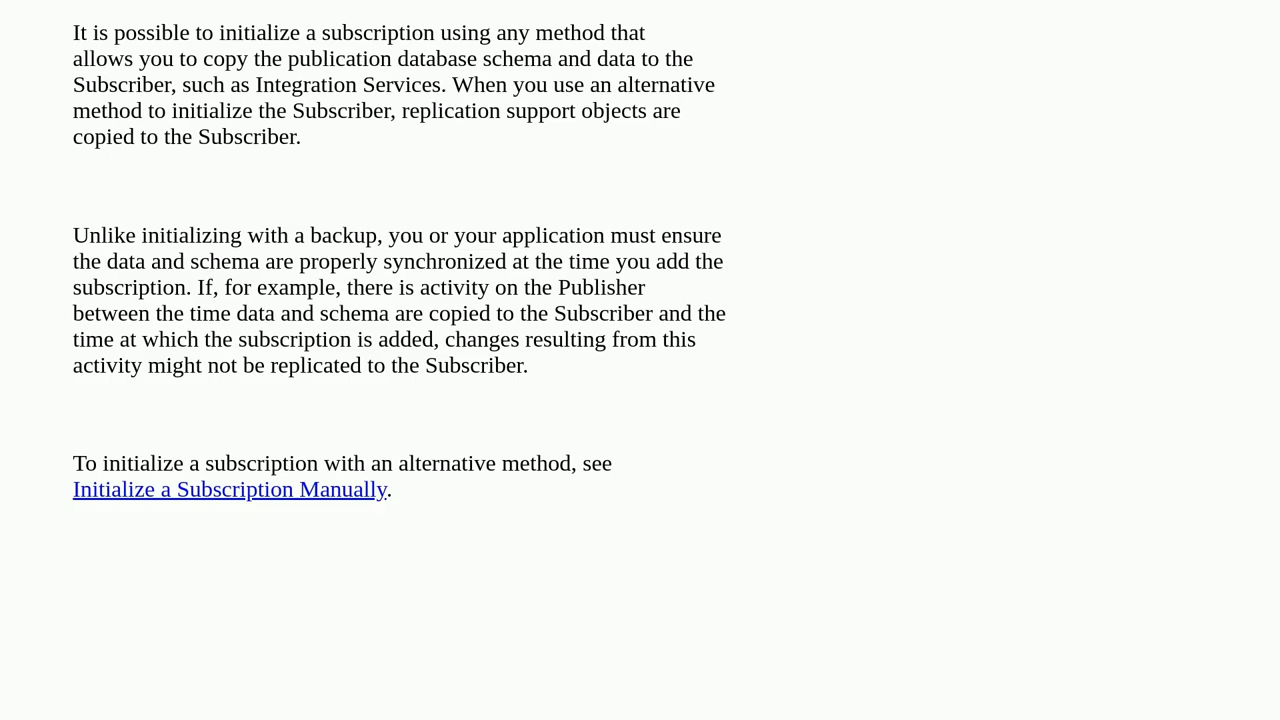 It is possible to initialize a subscription using any method that
allows you to copy the publication database schema and data to the
Subscriber, such as Integration Services. When you use an alternative
method to initialize the Subscriber, replication support objects are
copied to the Subscriber.
Unlike initializing with a backup, you or your application must ensure
the data and schema are properly synchronized at the time you add the
subscription. If, for example, there is activity on the Publisher
between the time data and schema are copied to the Subscriber and the
time at which the subscription is added, changes resulting from this
activity might not be replicated to the Subscriber.
To initialize a subscription with an alternative method, see
Initialize a Subscription Manually.